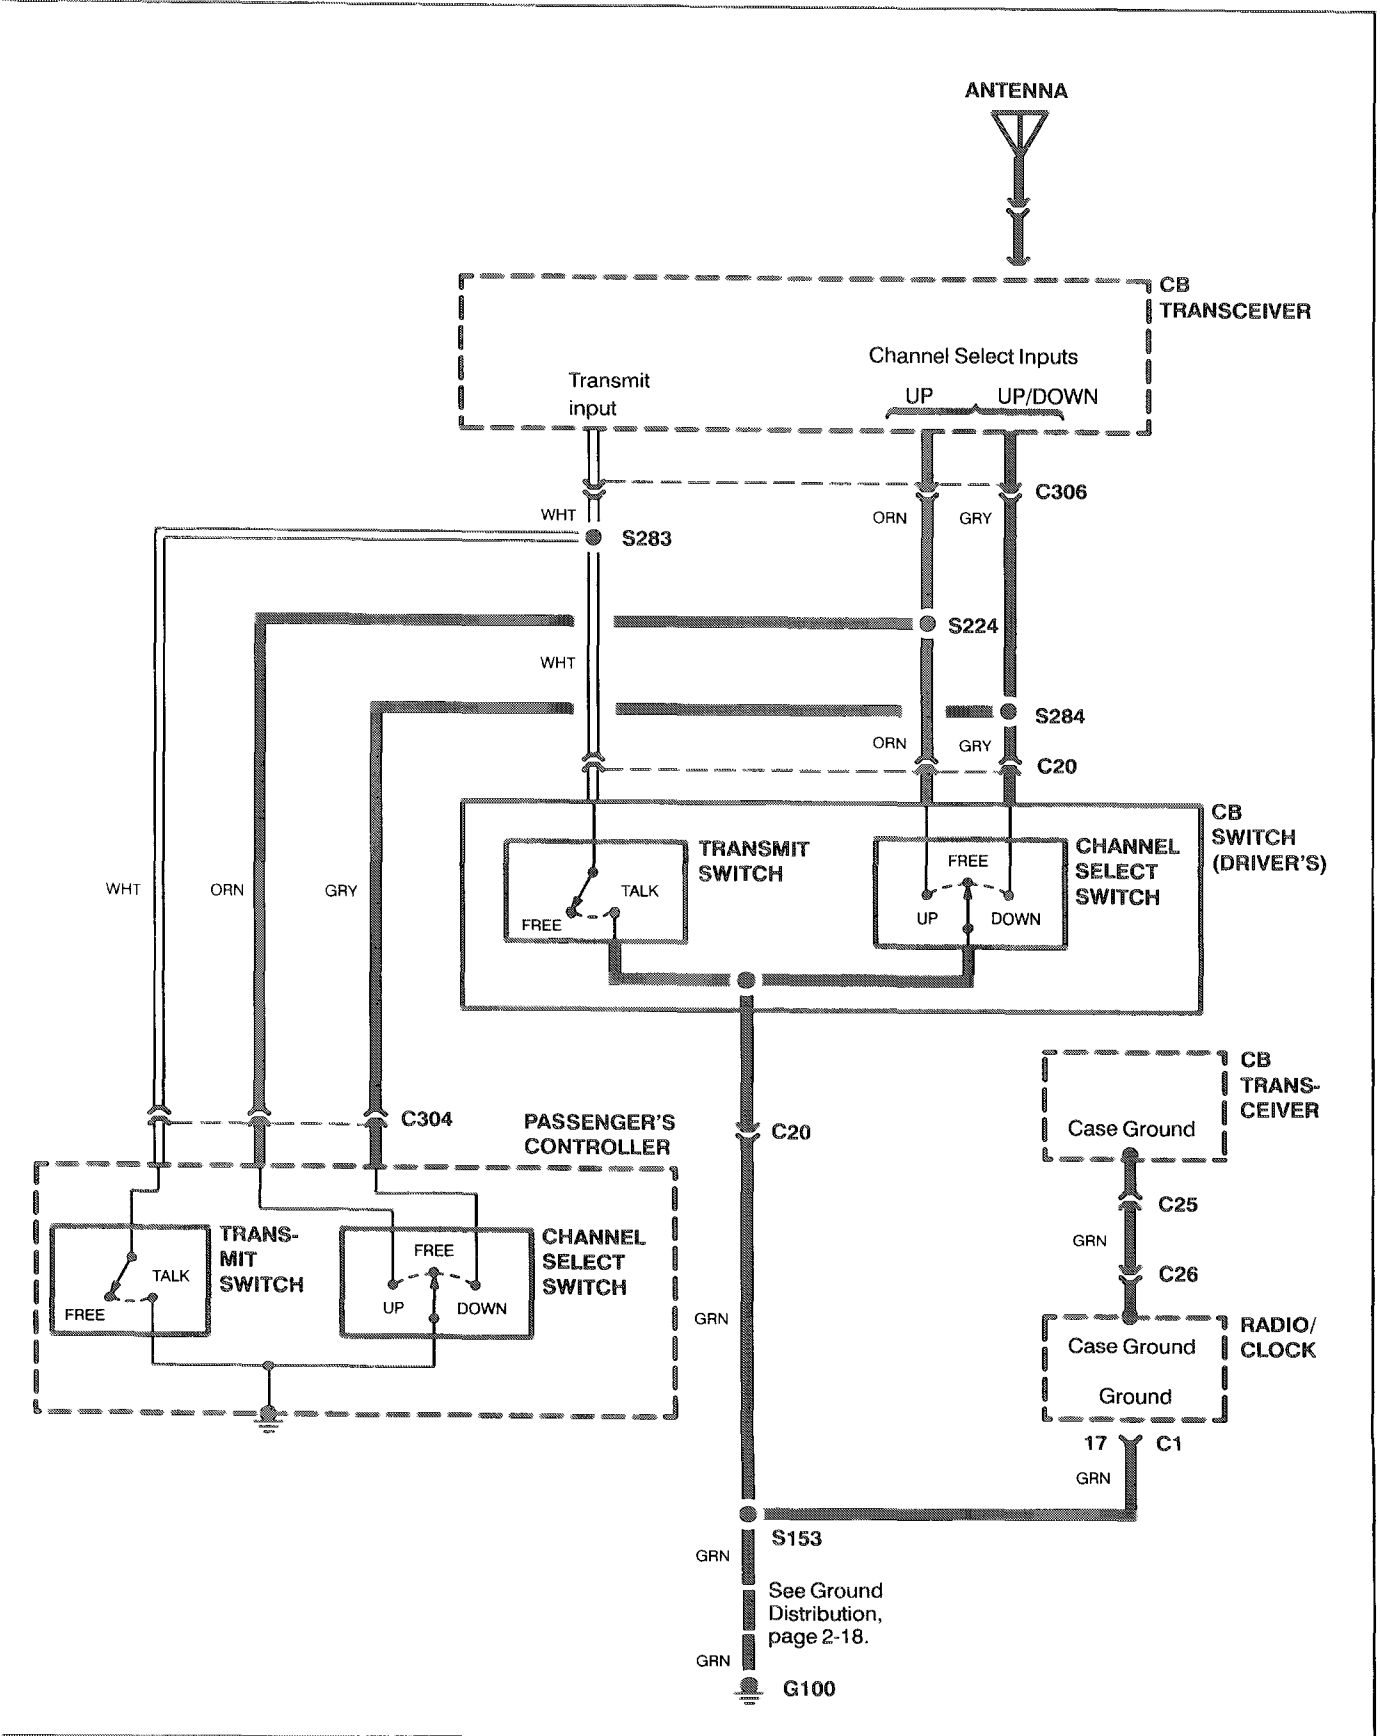 ANTENNA
CB
TRANSCEIVER
Channel Select Inputs
Transmit
input
UP
UP/DOWN
C306
WHT
ORN
GRY
S283
S224
WHT
S284
ORN
GRY
C20
CB
SWITCH
(DRIVER'S)
TRANSMIT
SWITCH
CHANNEL
SELECT
SWITCH
FREE
TALK
FREE
UP
DOWN
WHT
ORN
GRY
CB
TRANS-
CEIVER
Case Ground
C304
PASSENGER'S
CONTROLLER
C20
C25
GRN
C26
TRANS-
MIT
SWITCH
CHANNEL
SELECT
SWITCH
FREE
TALK
FREE
UP
DOWN
GRN
RADIO/
CLOCK
Case Ground
Ground
17
C1
GRN
S153
GRN
See Ground
Distribution,
page 2-18.
GRN
G100